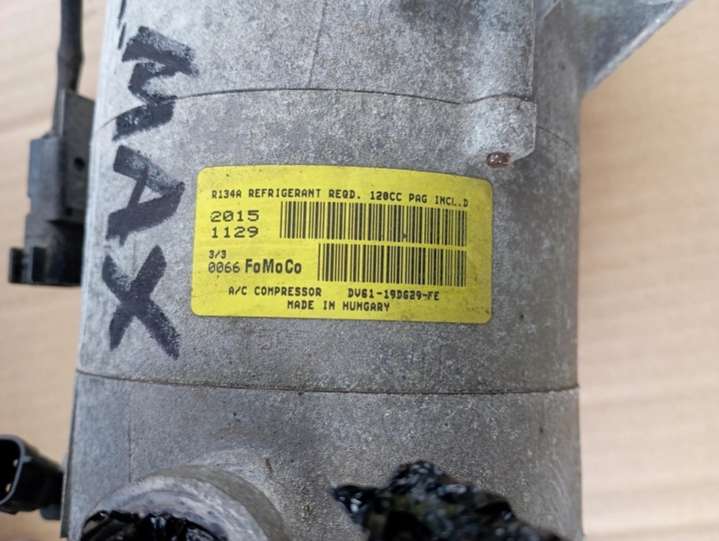 MAX
R134A REFRIGERANT REQD. 120CC PAG INCL.D
2015
1129
3/3
0066 FoMoCo
A/C COMPRESSOR DV61-19D629-FE
MADE IN HUNGARY